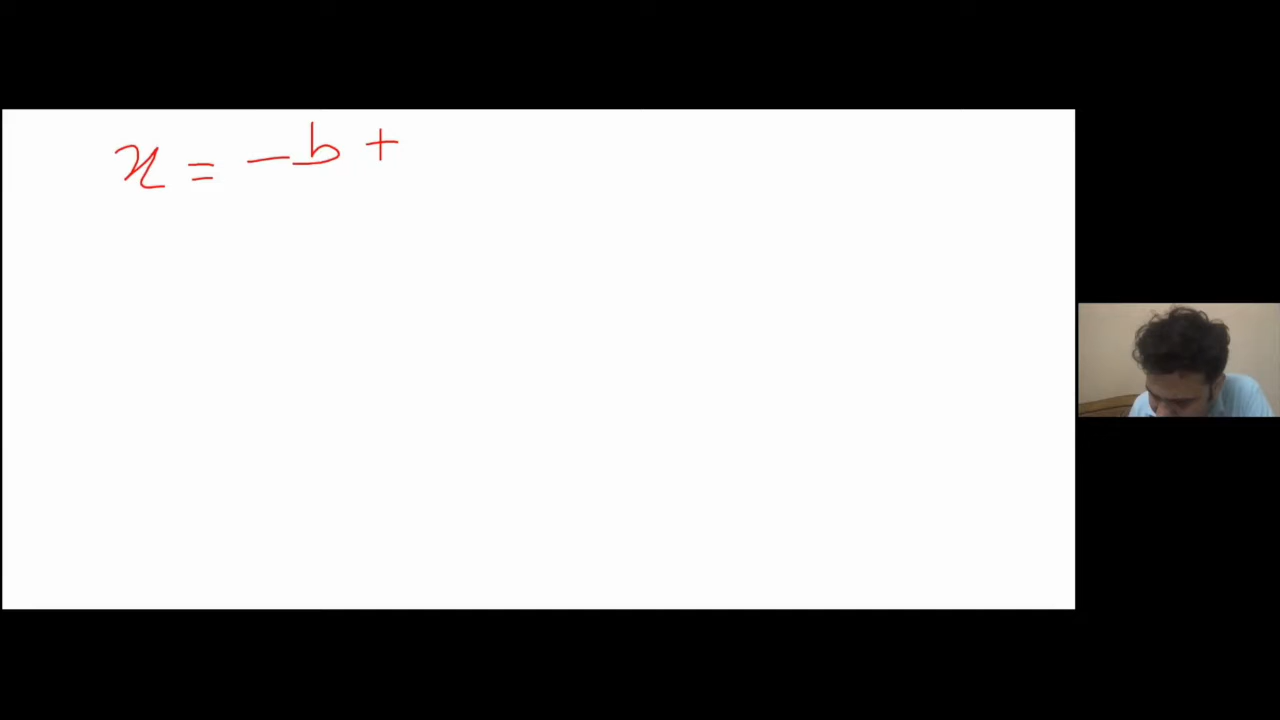 x = -b +